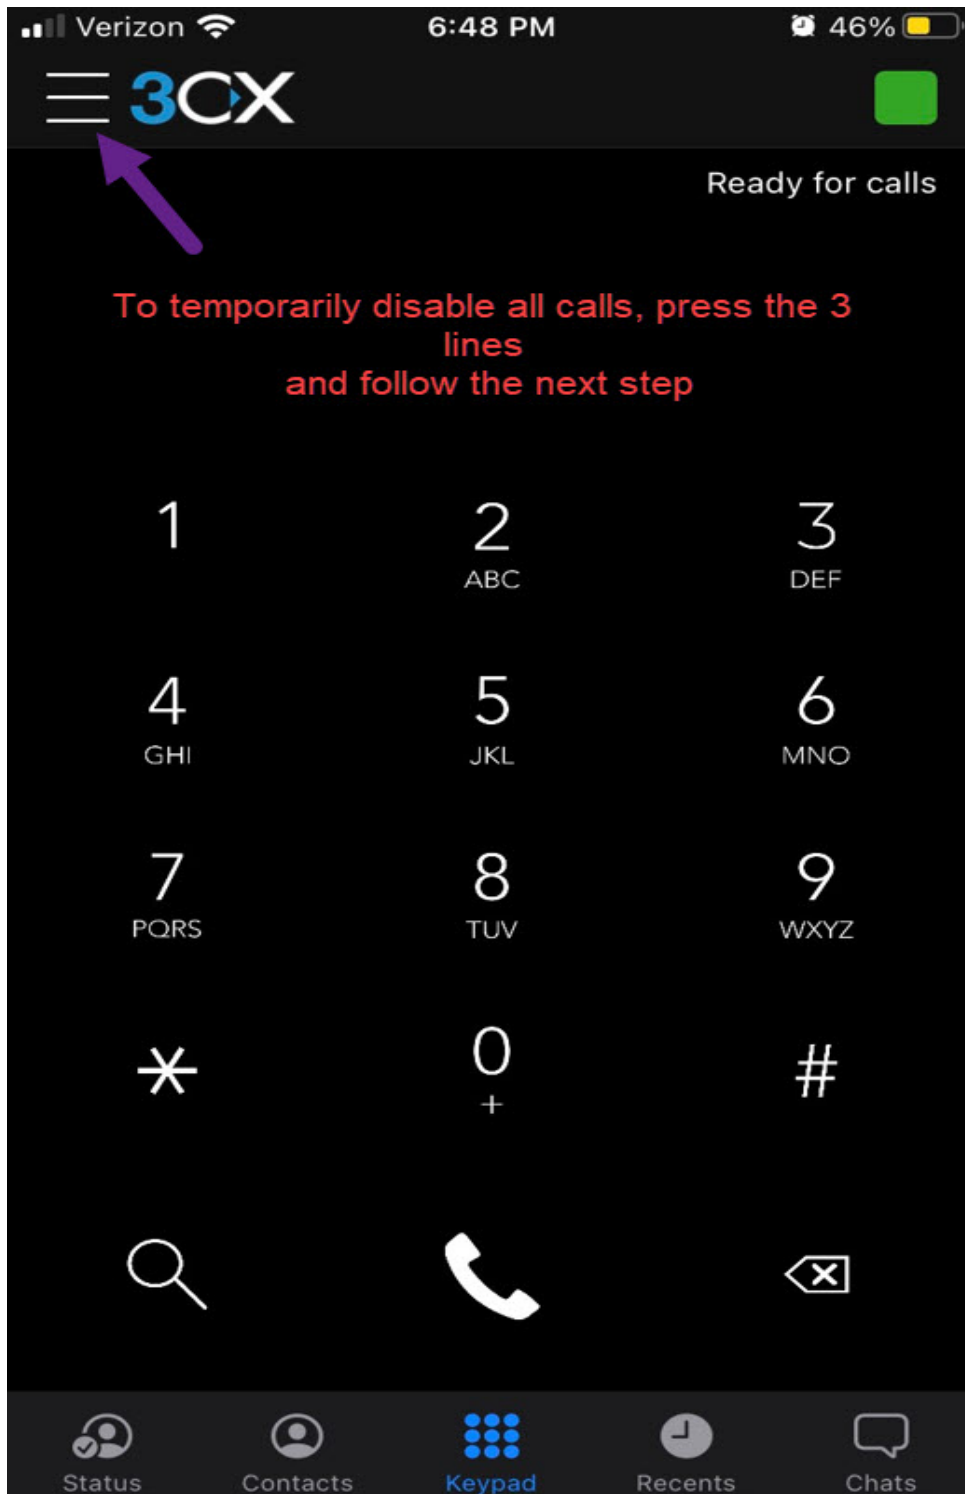 Verizon 6:48 PM 46%
3CX
Ready for calls
To temporarily disable all calls, press the 3
lines
and follow the next step
1 2 3
ABC DEF
4 5 6
GHI JKL MNO
7 8 9
PQRS TUV WXYZ
* 0 #
+
Status Contacts Keypad Recents Chats